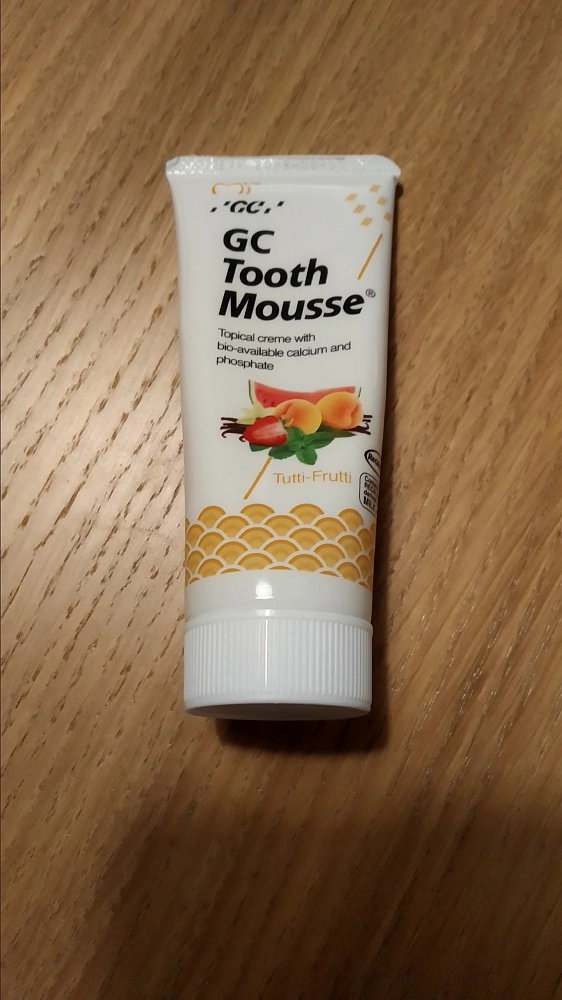 GC
GC
Tooth
Mousse®
Topical creme with
bio-available calcium and
phosphate
Tutti-Frutti